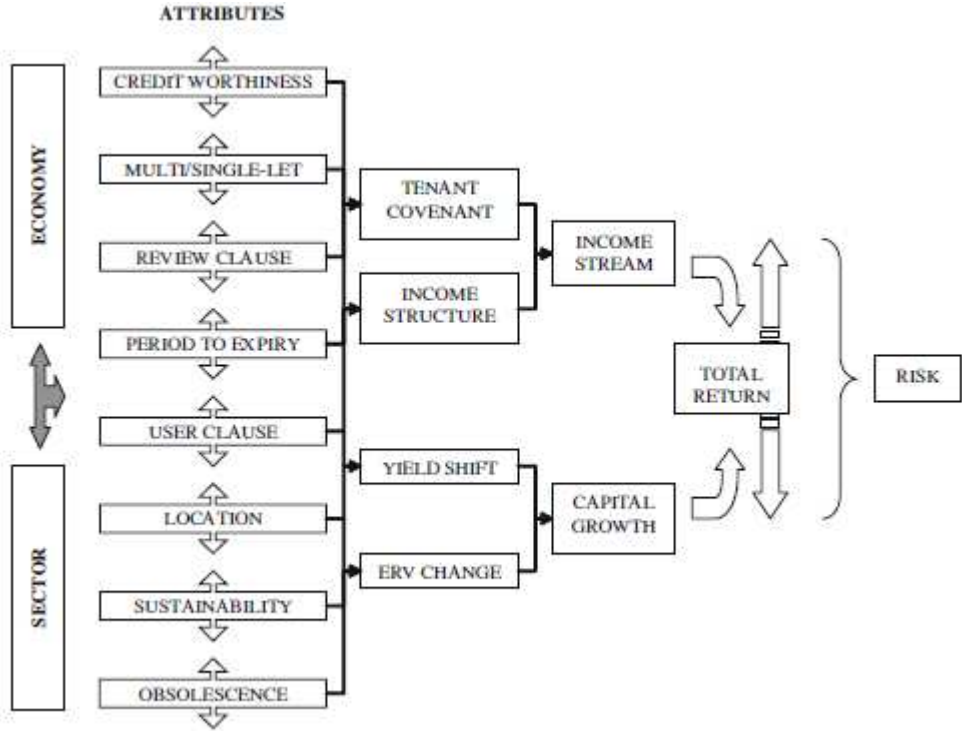 ATTRIBUTES
ECONOMY
SECTOR
CREDIT WORTHINESS
MULTI/SINGLE-LET
REVIEW CLAUSE
PERIOD TO EXPIRY
USER CLAUSE
LOCATION
SUSTAINABILITY
OBSOLESCENCE
TENANT
COVENANT
INCOME
STRUCTURE
YIELD SHIFT
ERV CHANGE
INCOME
STREAM
CAPITAL
GROWTH
TOTAL
RETURN
RISK